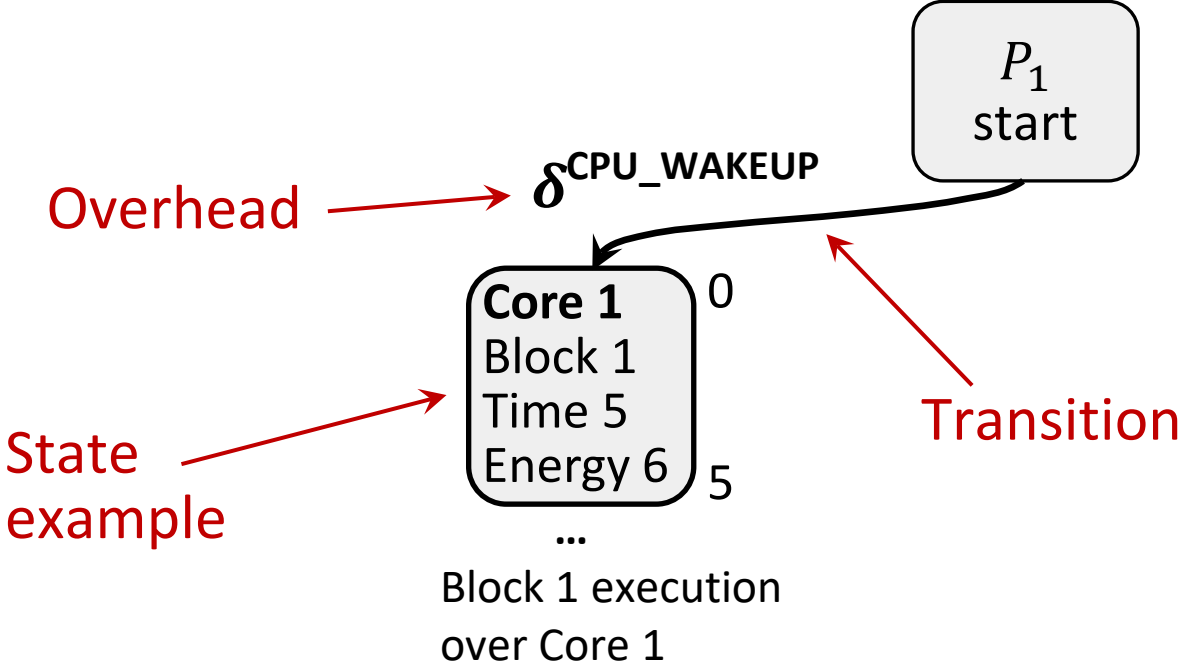 P₁
start
δ^CPU_WAKEUP
Overhead
Core 1
Block 1
Time 5
Energy 6
0
5
Transition
State
example
...
Block 1 execution
over Core 1